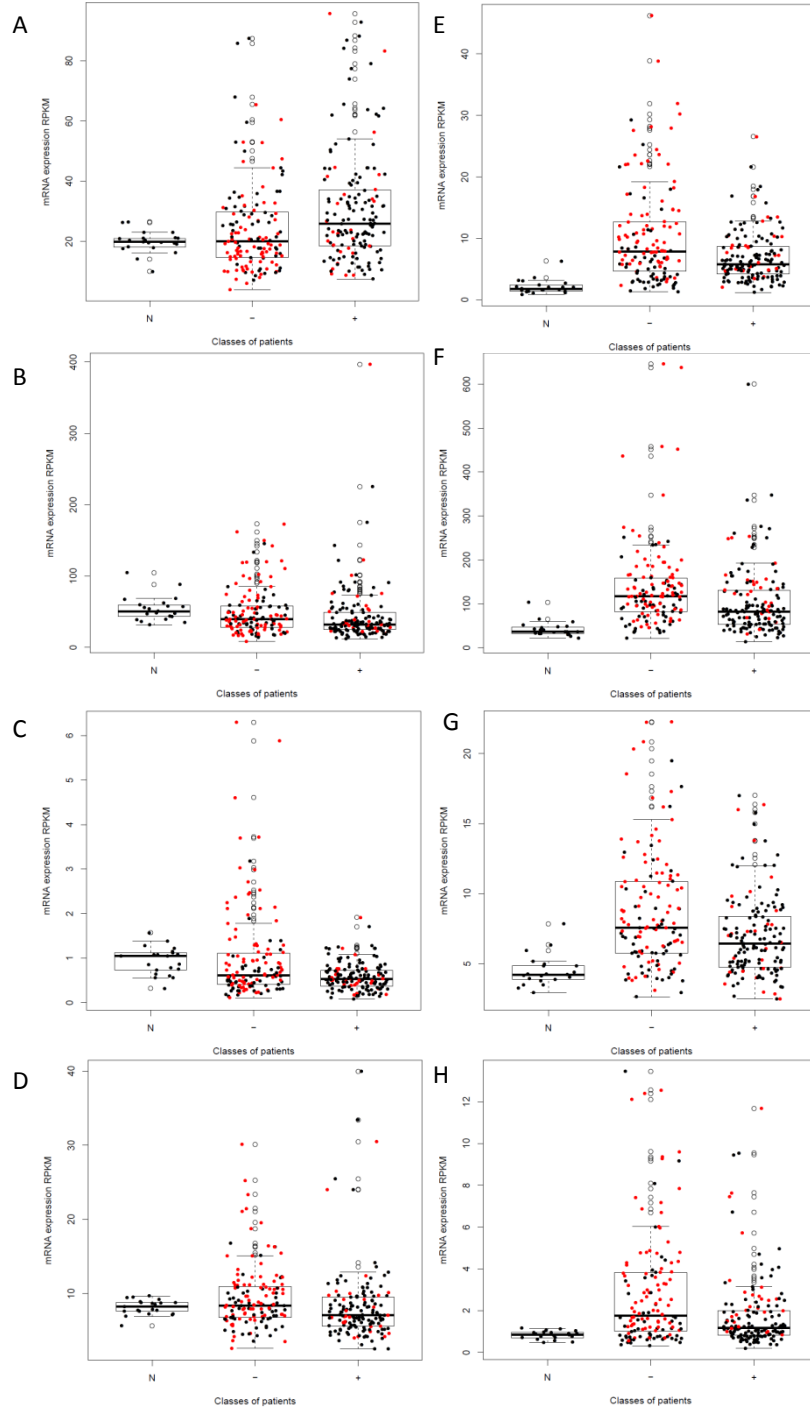 A
mRNA expression RPKM
80
60
40
20
N
−
+
Classes of patients
B
mRNA expression RPKM
400
300
200
100
50
0
N
−
+
Classes of patients
C
mRNA expression RPKM
6
5
4
3
2
1
0
N
−
+
Classes of patients
D
mRNA expression RPKM
40
30
20
10
N
−
+
Classes of patients
E
mRNA expression RPKM
40
30
20
10
0
N
−
+
Classes of patients
F
mRNA expression RPKM
600
500
400
300
200
100
0
N
−
+
Classes of patients
G
mRNA expression RPKM
20
15
10
5
N
−
+
Classes of patients
H
mRNA expression RPKM
12
10
8
6
4
2
0
N
−
+
Classes of patients